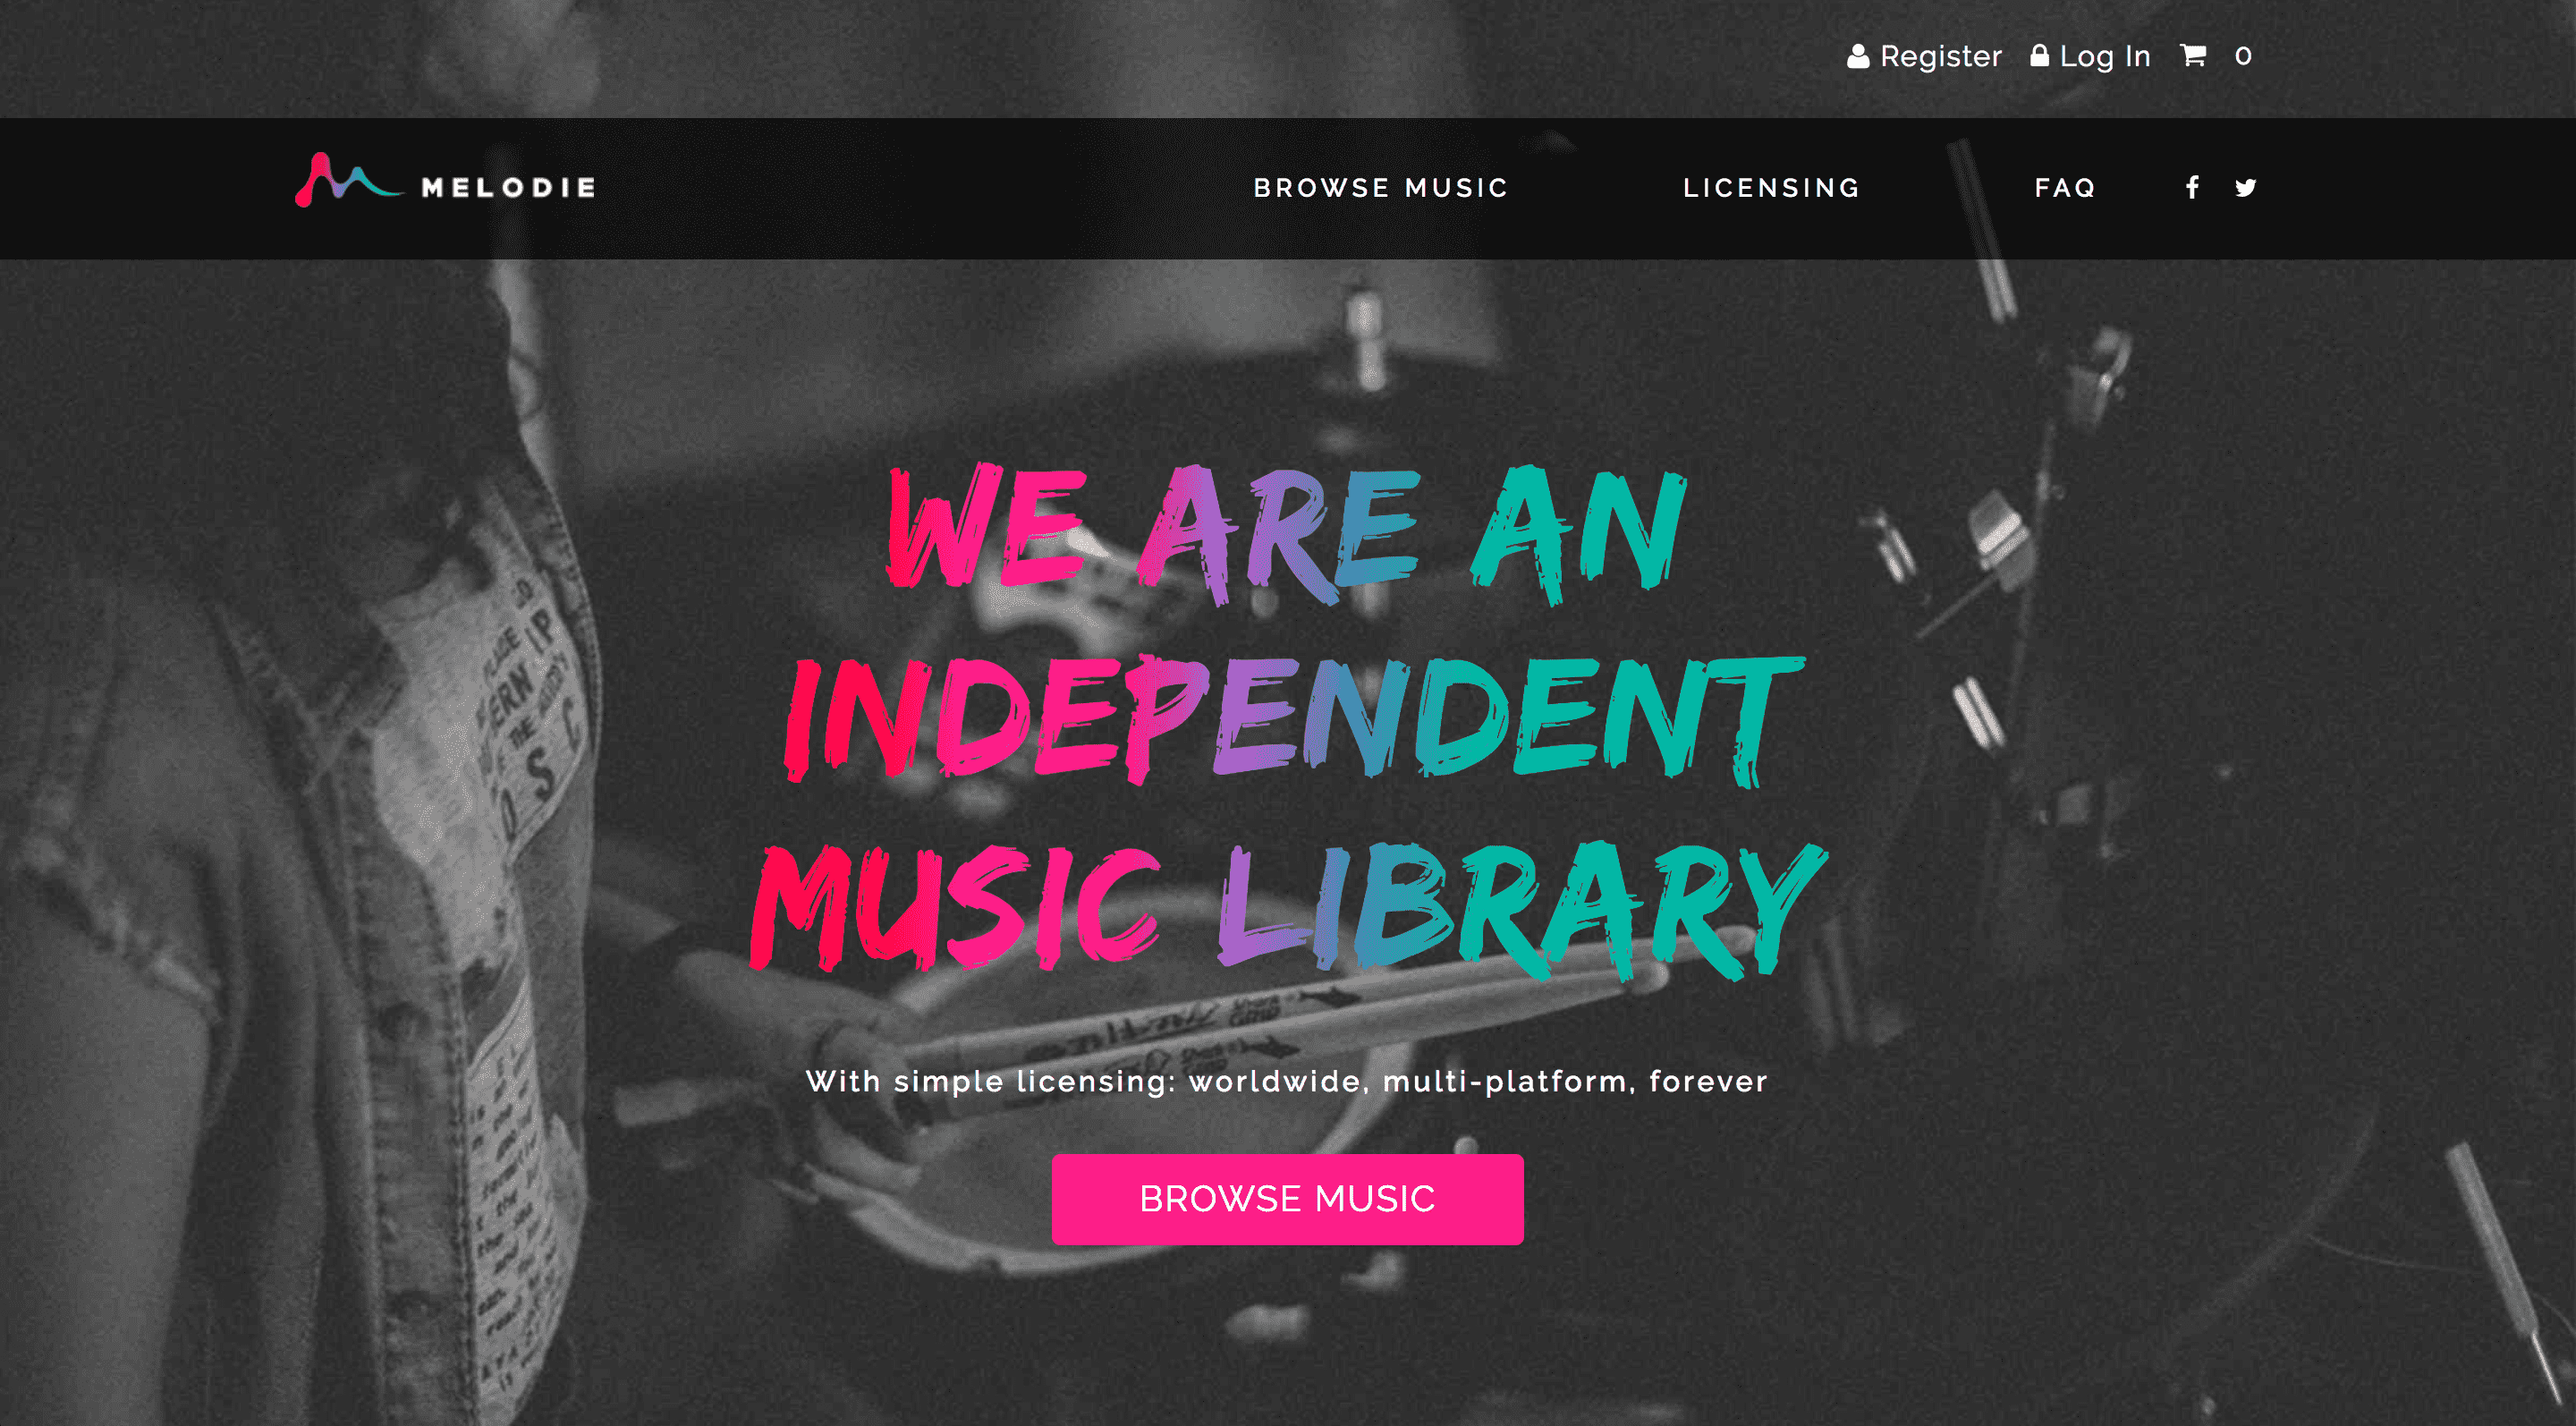 Register Log In 0
MELODIE BROWSE MUSIC LICENSING FAQ
WE ARE AN
INDEPENDENT
MUSIC LIBRARY
With simple licensing: worldwide, multi-platform, forever
BROWSE MUSIC